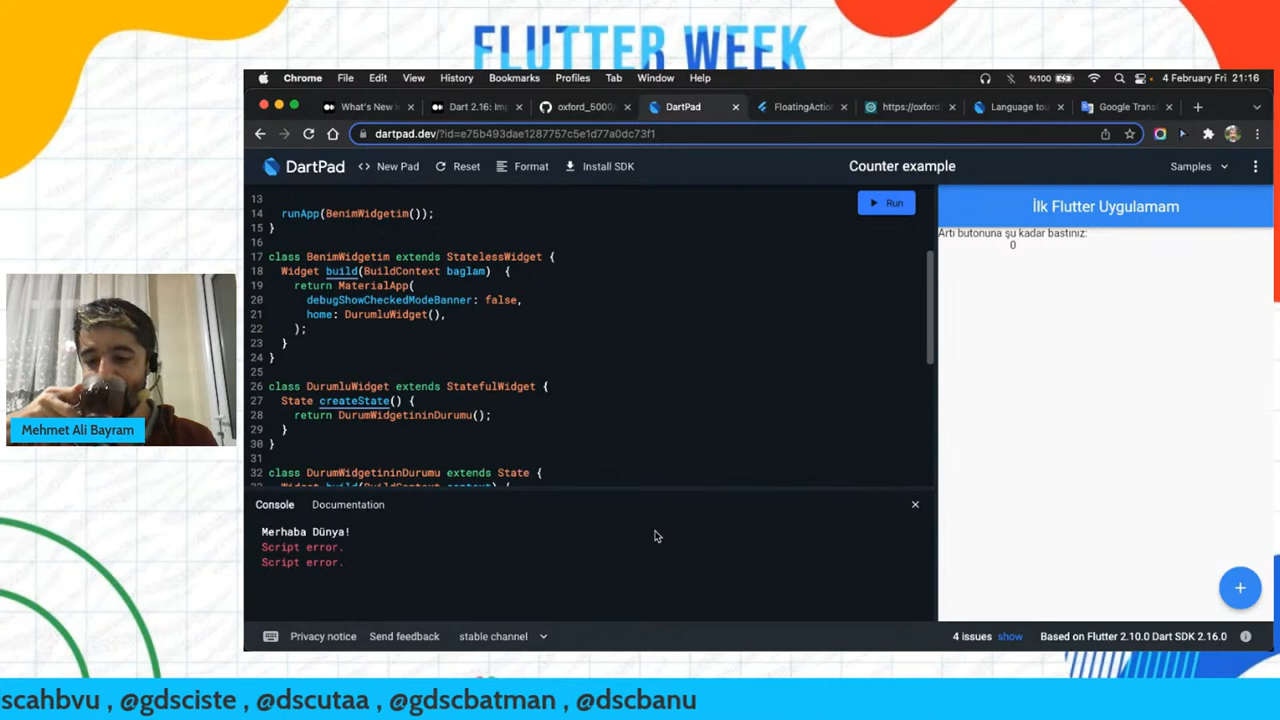 FLUTTER WEEK
Chrome File Edit View History Bookmarks Profiles Tab Window Help %100 4 February Fri 21:16
What's New i Dart 2.16: Imp oxford_5000/ DartPad FloatingActio https://oxford Language tou Google Trans
dartpad.dev/?id=e75b493dae1287757c5e1d77a0dc73f1
DartPad <> New Pad Reset Format Install SDK Counter example Samples
Run
İlk Flutter Uygulamam
Artı butonuna şu kadar bastınız:
0
13
14 runApp(BenimWidgetim());
15 }
16
17 class BenimWidgetim extends StatelessWidget {
18 Widget build(BuildContext baglam) {
19 return MaterialApp(
20 debugShowCheckedModeBanner: false,
21 home: DurumluWidget(),
22 );
23 }
24 }
25
26 class DurumluWidget extends StatefulWidget {
27 State createState() {
28 return DurumWidgetininDurumu();
29 }
30 }
31
32 class DurumWidgetininDurumu extends State {
Widget build(BuildContext context) {
Console Documentation
Merhaba Dünya!
Script error.
Script error.
+
Privacy notice Send feedback stable channel 4 issues show Based on Flutter 2.10.0 Dart SDK 2.16.0
Mehmet Ali Bayram
scahbvu , @gdsciste , @dscutaa , @gdscbatman , @dscbanu